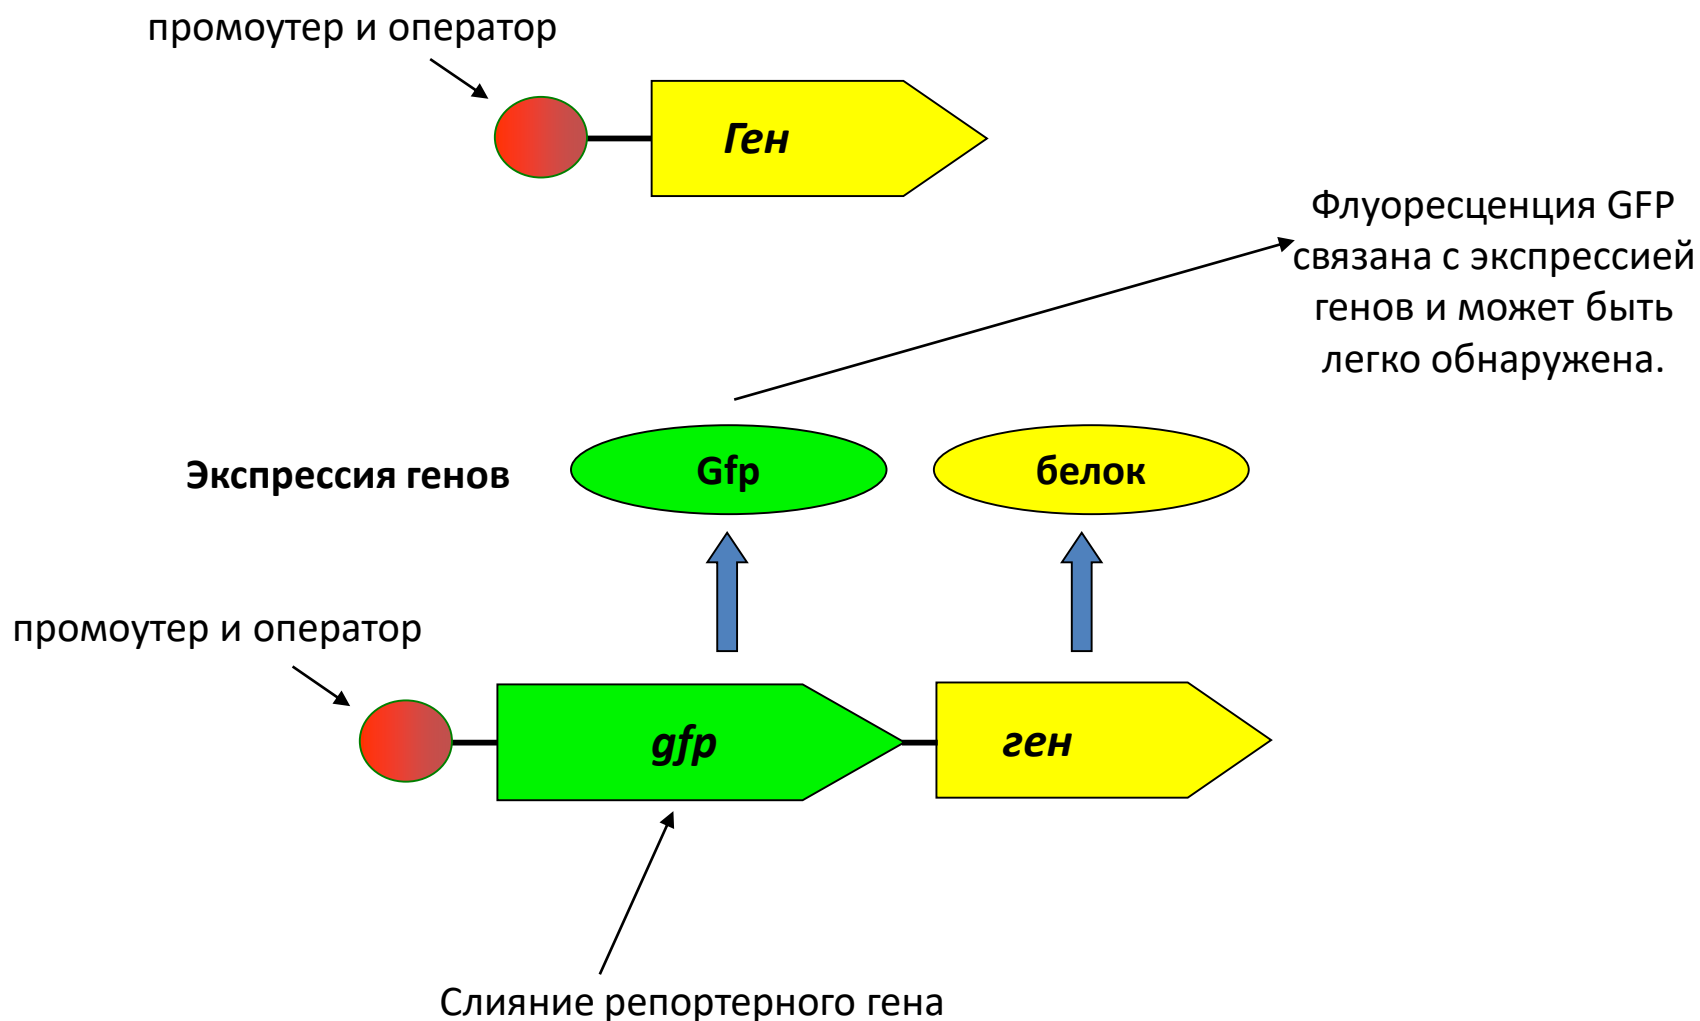 промоутер и оператор
Ген
Флуоресценция GFP
связана с экспрессией
генов и может быть
легко обнаружена.
Экспрессия генов
Gfp
белок
промоутер и оператор
gfp
ген
Слияние репортерного гена